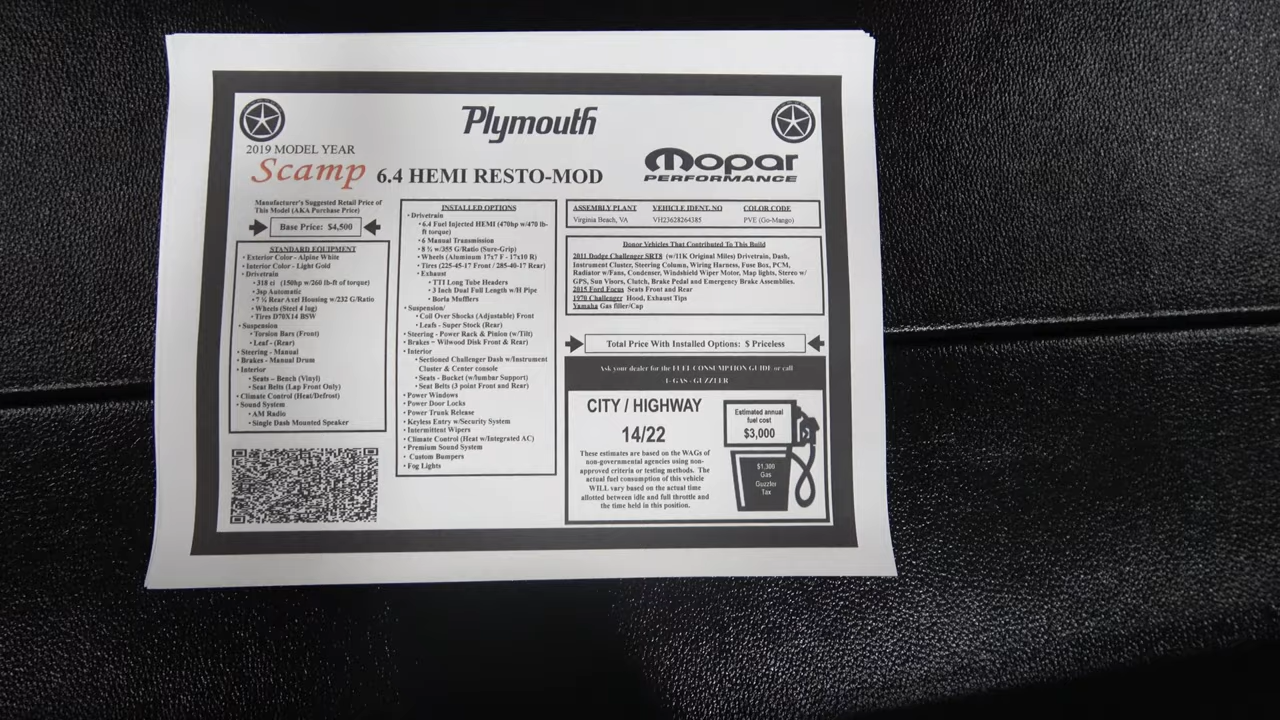 Plymouth
2019 MODEL YEAR
Scamp 6.4 HEMI RESTO-MOD
Mopar
PERFORMANCE
Manufacturer's Suggested Retail Price of
This Model (AKA Purchase Price)
Base Price: $4,500
STANDARD EQUIPMENT
• Exterior Color - Alpine White
• Interior Color - Light Gold
• Drivetrain
• 318 ci (150hp w/260 lb-ft of torque)
• 3sp Automatic
• 7 ¼ Rear Axel Housing w/232 G/Ratio
• Wheels (Steel 4 lug)
• Tires D70X14 BSW
• Suspension
• Torsion Bars (Front)
• Leaf - (Rear)
• Steering - Manual
• Brakes - Manual Drum
• Interior
• Seats – Bench (Vinyl)
• Seat Belts (Lap Front Only)
• Climate Control (Heat/Defrost)
• Sound System
• AM Radio
• Single Dash Mounted Speaker
INSTALLED OPTIONS
• Drivetrain
• 6.4 Fuel Injected HEMI (470hp w/470 lb-
ft torque)
• 6 Manual Transmission
• 8 ¾ w/355 G/Ratio (Sure-Grip)
• Wheels (Aluminum 17x7 F - 17x10 R)
• Tires (225-45-17 Front / 285-40-17 Rear)
• Exhaust
• TTI Long Tube Headers
• 3 Inch Dual Full Length w/H Pipe
• Borla Mufflers
• Suspension/
• Coil Over Shocks (Adjustable) Front
• Leafs - Super Stock (Rear)
• Steering - Power Rack & Pinion (w/Tilt)
• Brakes – Wilwood Disk Front & Rear)
• Interior
• Sectioned Challenger Dash w/Instrument
Cluster & Center console
• Seats - Bucket (w/lumbar Support)
• Seat Belts (3 point Front and Rear)
• Power Windows
• Power Door Locks
• Power Trunk Release
• Keyless Entry w/Security System
• Intermittent Wipers
• Climate Control (Heat w/Integrated AC)
• Premium Sound System
• Custom Bumpers
• Fog Lights
ASSEMBLY PLANT VEHICLE IDENT. NO COLOR CODE
Virginia Beach, VA VH23G28264385 PVE (Go-Mango)
Donor Vehicles That Contributed To This Build
2011 Dodge Challenger SRT8 (w/11K Original Miles) Drivetrain, Dash,
Instrument Cluster, Steering Column, Wiring Harness, Fuse Box, PCM,
Radiator w/Fans, Condenser, Windshield Wiper Motor, Map lights, Stereo w/
GPS, Sun Visors, Clutch, Brake Pedal and Emergency Brake Assemblies.
2015 Ford Focus Seats Front and Rear
1970 Challenger Hood, Exhaust Tips
Yamaha Gas filler/Cap
Total Price With Installed Options: $ Priceless
Ask your dealer for the FUEL CONSUMPTION GUIDE or call
1- GAS - GUZZLER
CITY / HIGHWAY
14/22
These estimates are based on the WAGs of
non-governmental agencies using non-
approved criteria or testing methods. The
actual fuel consumption of this vehicle
WILL vary based on the actual time
allotted between idle and full throttle and
the time held in this position.
Estimated annual
fuel cost
$3,000
$1,300
Gas
Guzzler
Tax